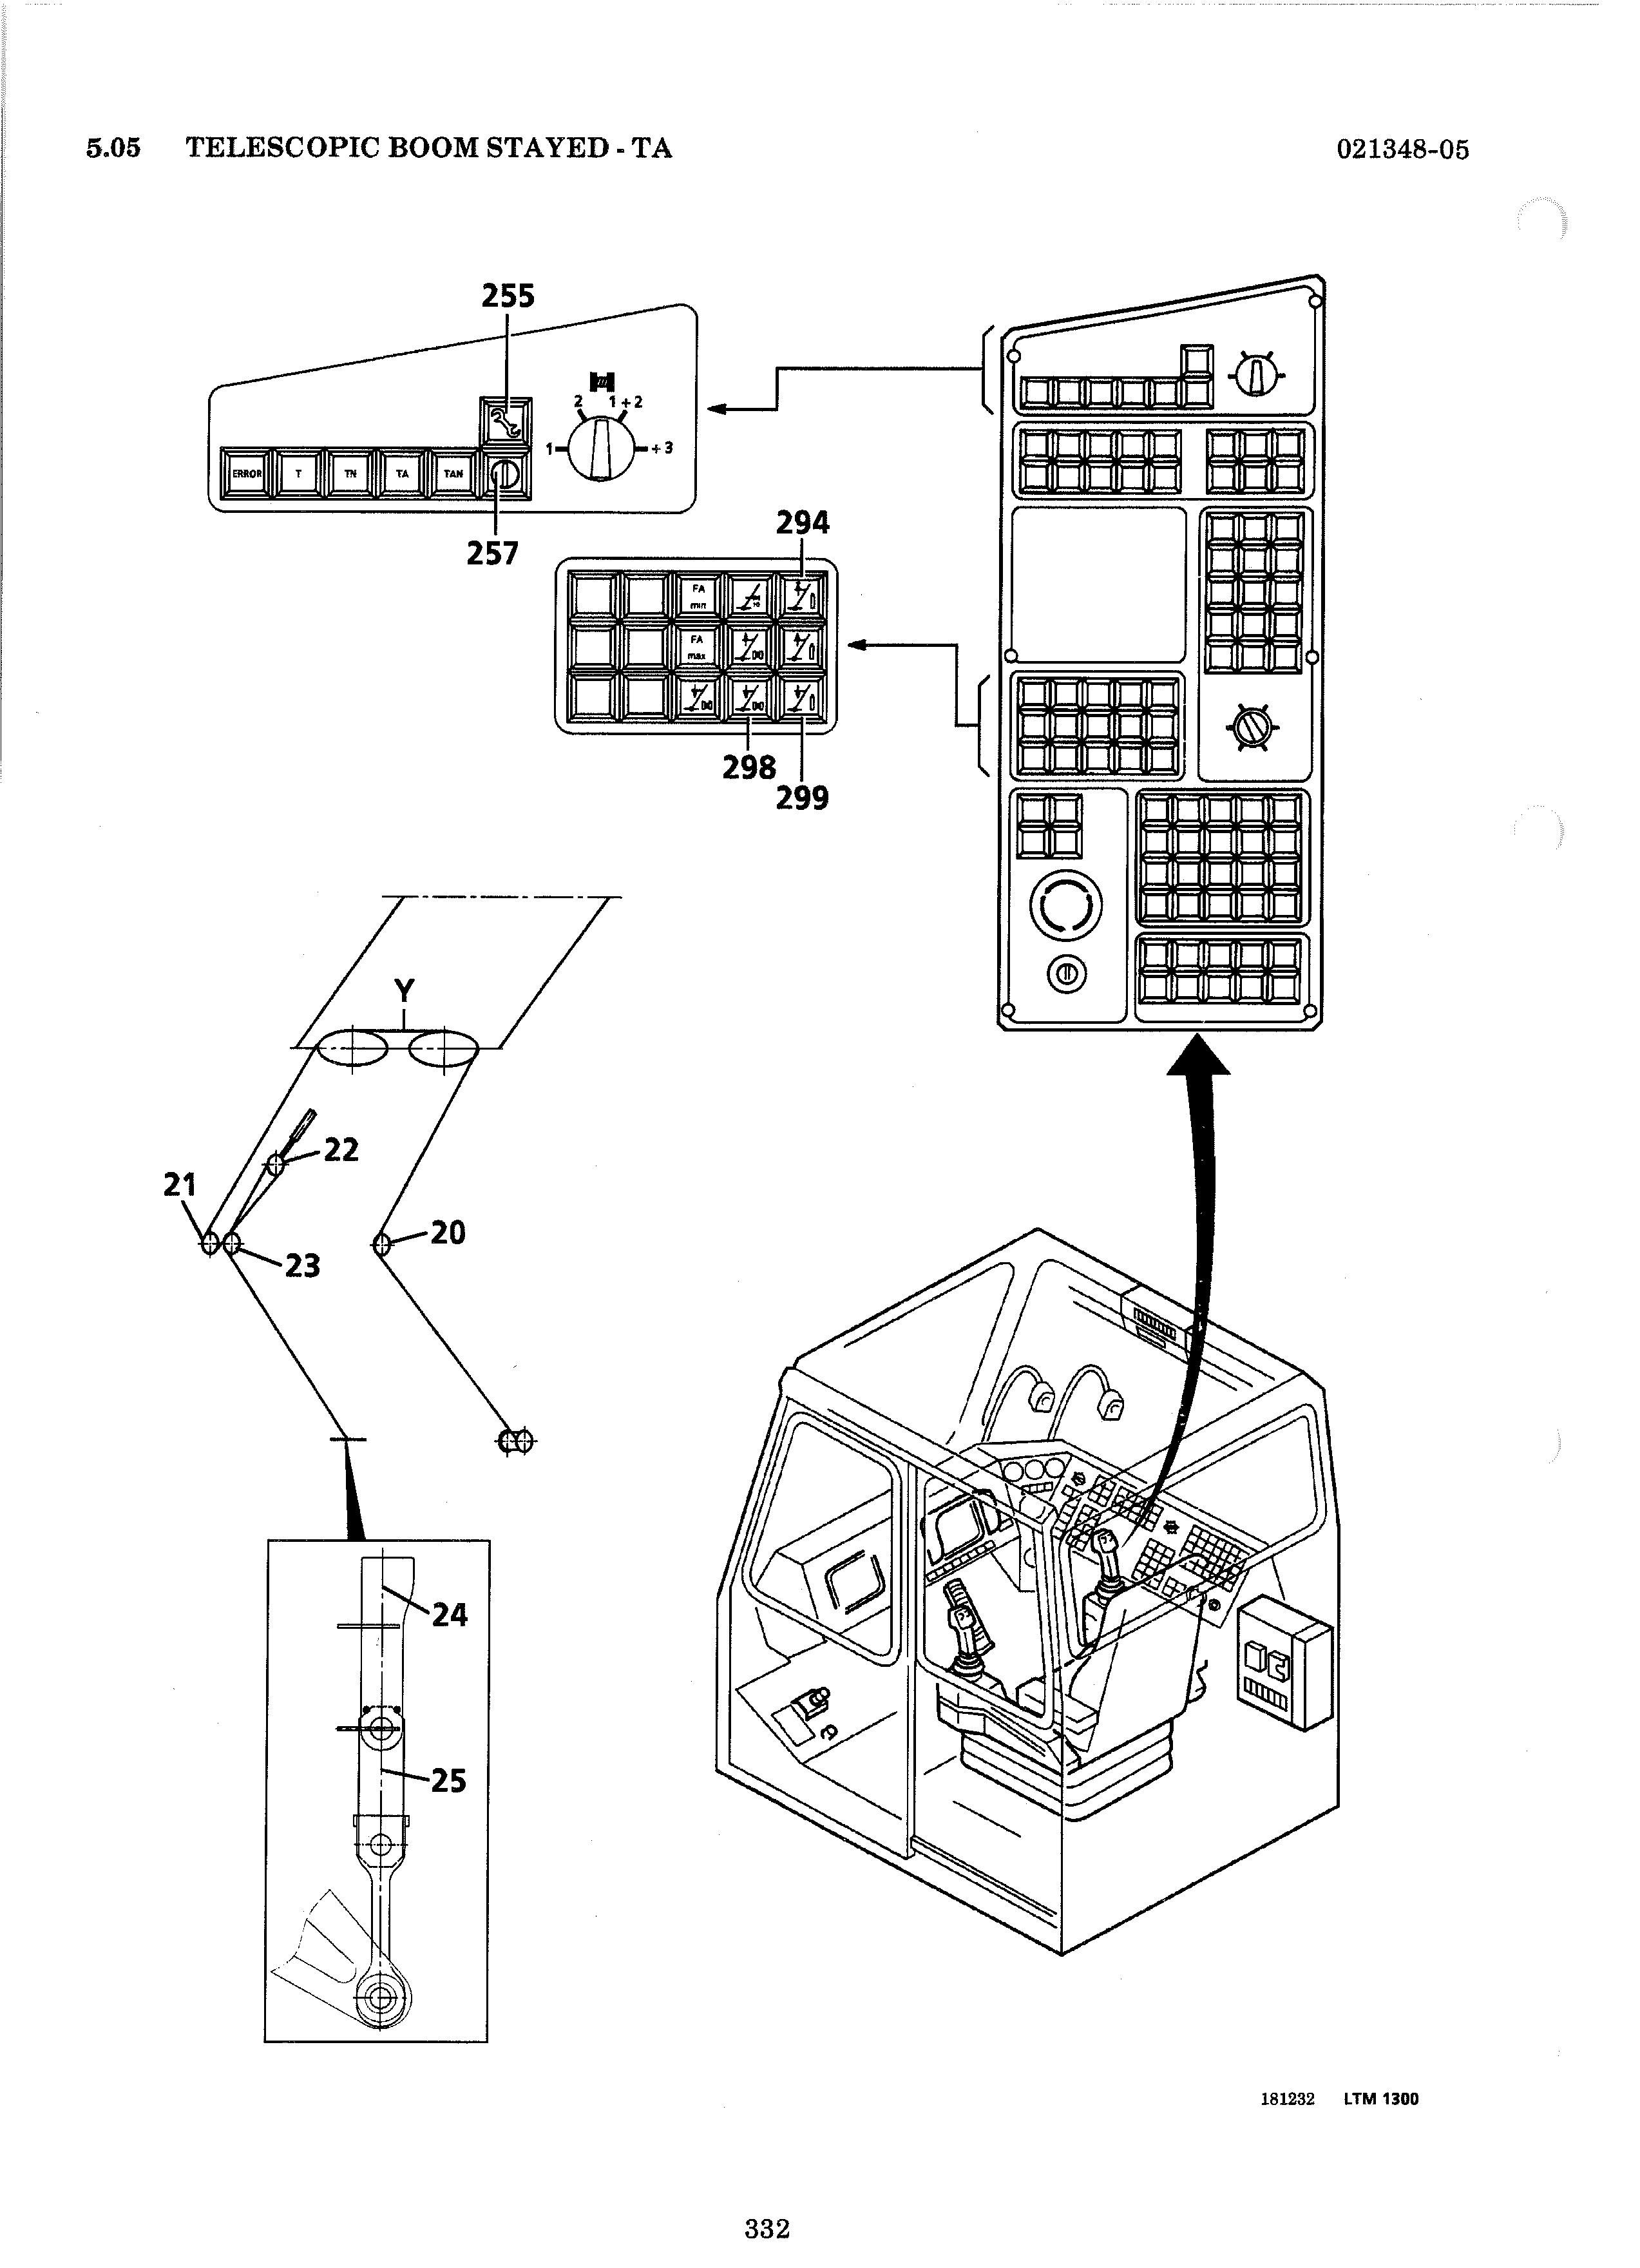 5.05 TELESCOPIC BOOM STAYED - TA 021348-05
255
2 1+2
1 +3
ERROR T TN TA TAN
257
294
FA
min
FA
max
298
299
Y
22
21
20
23
24
25
181232 LTM 1300
332